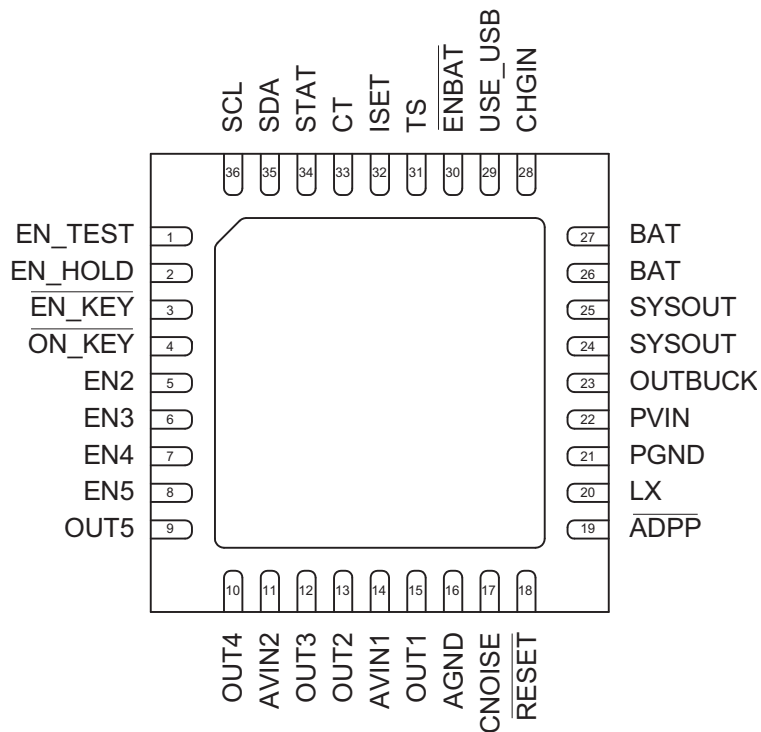 SCL
SDA
STAT
CT
ISET
TS
ENBAT
USE_USB
CHGIN
36
35
34
33
32
31
30
29
28
EN_TEST 1
EN_HOLD 2
EN_KEY 3
ON_KEY 4
EN2 5
EN3 6
EN4 7
EN5 8
OUT5 9
27 BAT
26 BAT
25 SYSOUT
24 SYSOUT
23 OUTBUCK
22 PVIN
21 PGND
20 LX
19 ADPP
10
11
12
13
14
15
16
17
18
OUT4
AVIN2
OUT3
OUT2
AVIN1
OUT1
AGND
CNOISE
RESET